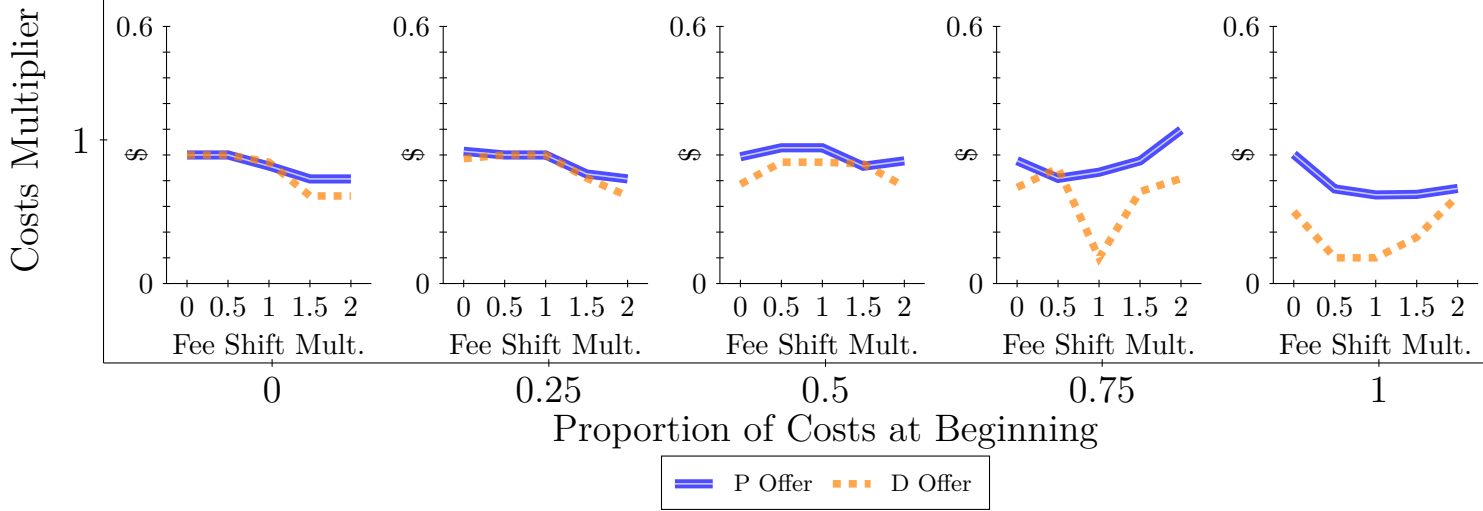 Costs Multiplier
1
0.6
$
0
0 0.5 1 1.5 2
Fee Shift Mult.
0.6
$
0
0 0.5 1 1.5 2
Fee Shift Mult.
0.6
$
0
0 0.5 1 1.5 2
Fee Shift Mult.
0.6
$
0
0 0.5 1 1.5 2
Fee Shift Mult.
0.6
$
0
0 0.5 1 1.5 2
Fee Shift Mult.
0 0.25 0.5 0.75 1
Proportion of Costs at Beginning
P Offer D Offer